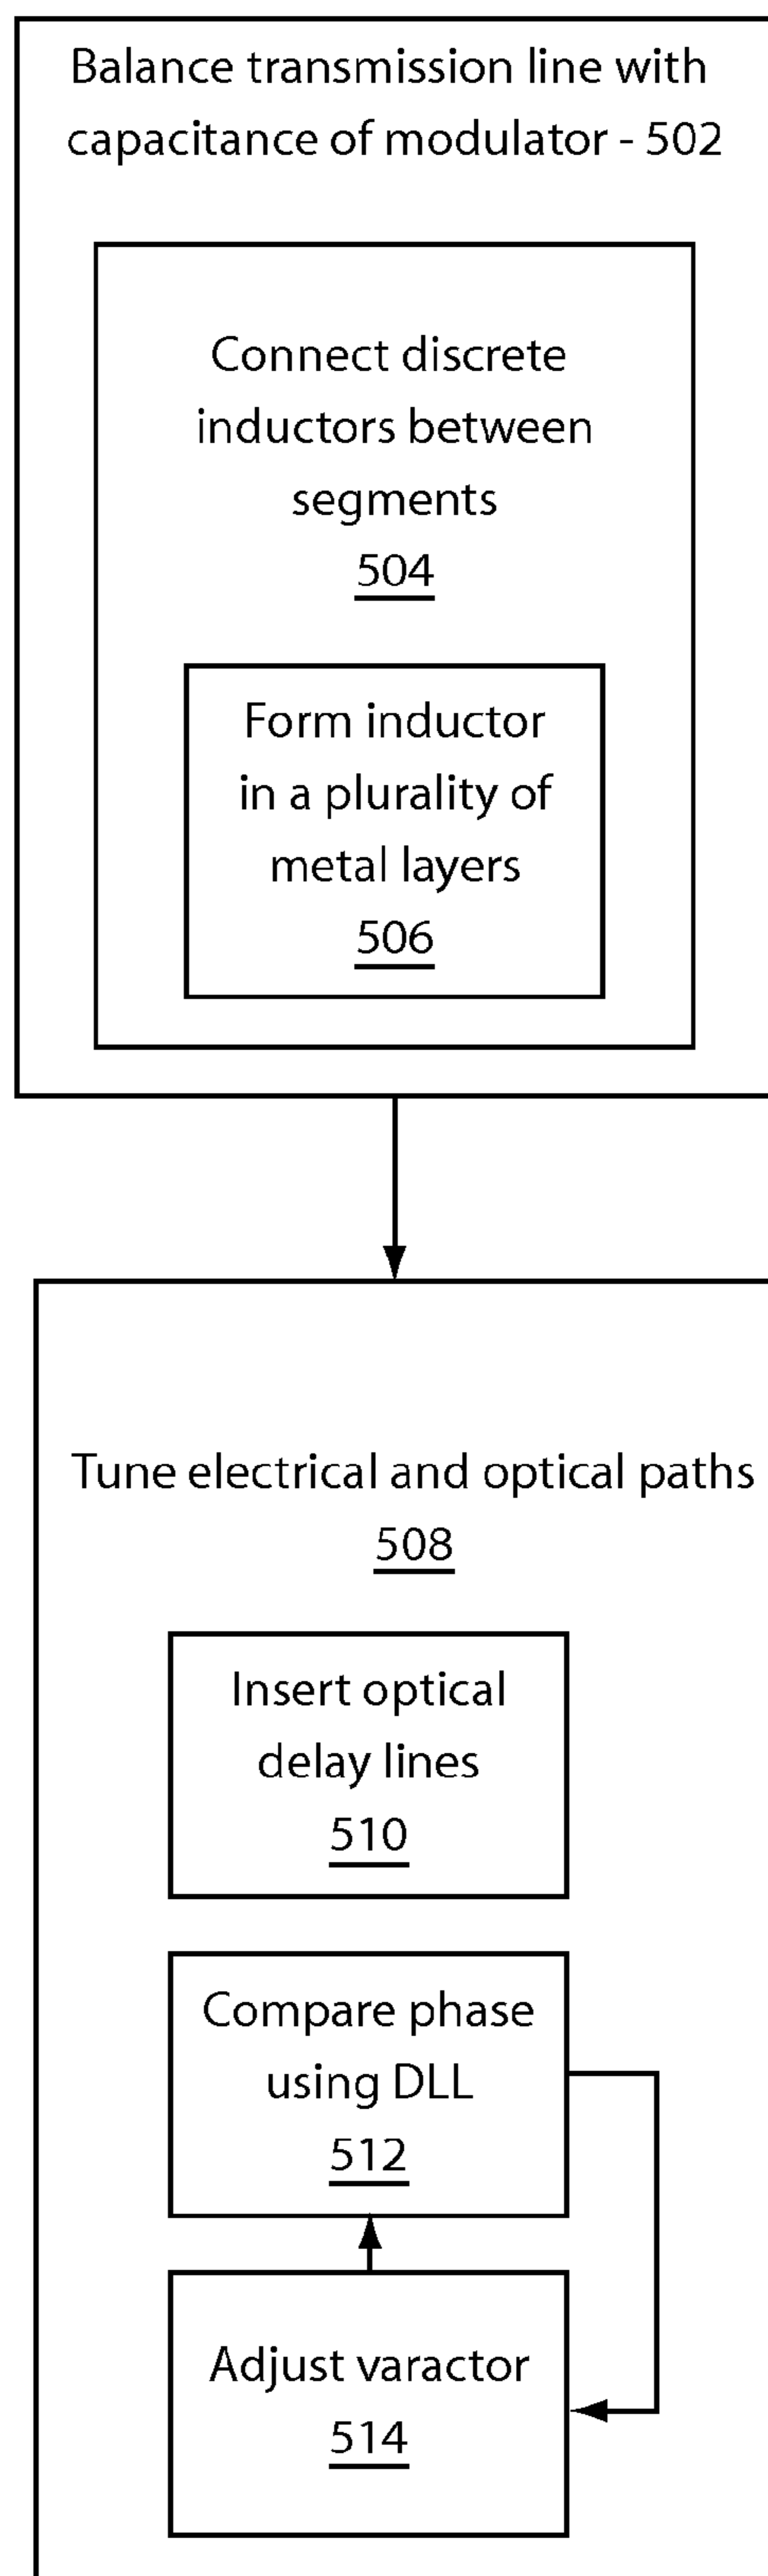 Balance transmission line with
capacitance of modulator - 502
Connect discrete
inductors between
segments
504
Form inductor
in a plurality of
metal layers
506
Tune electrical and optical paths
508
Insert optical
delay lines
510
Compare phase
using DLL
512
Adjust varactor
514